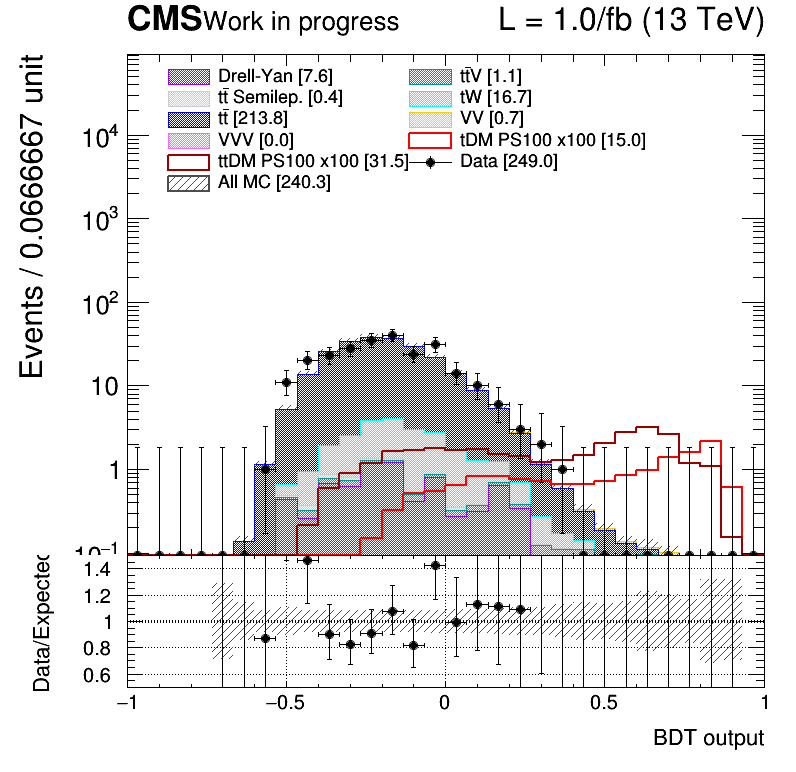 CMS Work in progress L = 1.0/fb (13 TeV)
Events / 0.0666667 unit
Drell-Yan [7.6] tt̄V [1.1]
tt̄ Semilep. [0.4] tW [16.7]
tt̄ [213.8] VV [0.7]
VVV [0.0] tDM PS100 x100 [15.0]
ttDM PS100 x100 [31.5] Data [249.0]
All MC [240.3]
10⁴
10³
10²
10
1
10⁻¹
Data/Expected
1.4
1.2
1
0.8
0.6
−1 −0.5 0 0.5 1
BDT output